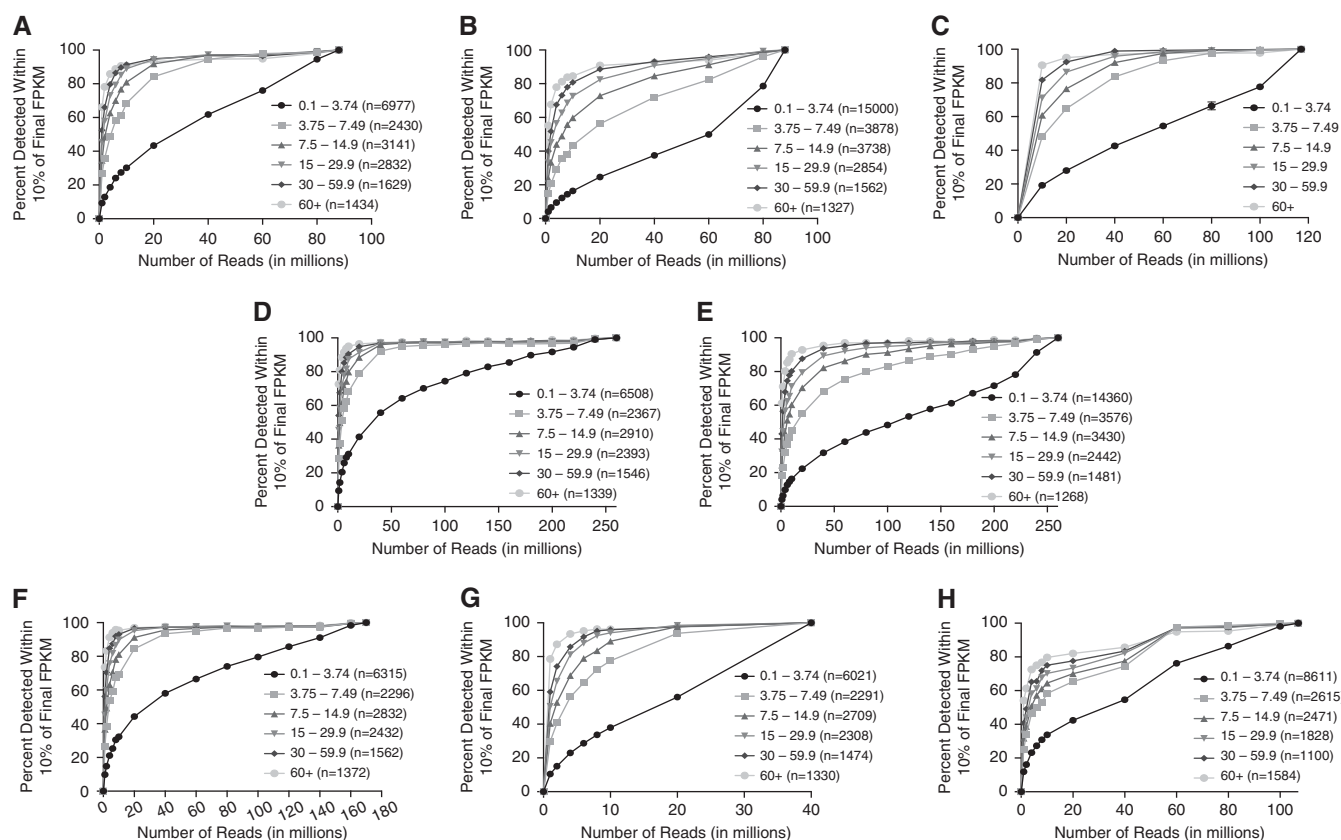 A
Percent Detected Within
10% of Final FPKM
100
80
60
40
20
0
0 20 40 60 80 100
Number of Reads (in millions)
0.1 – 3.74 (n=6977)
3.75 – 7.49 (n=2430)
7.5 – 14.9 (n=3141)
15 – 29.9 (n=2832)
30 – 59.9 (n=1629)
60+ (n=1434)
B
Percent Detected Within
10% of Final FPKM
100
80
60
40
20
0
0 20 40 60 80 100
Number of Reads (in millions)
0.1 – 3.74 (n=15000)
3.75 – 7.49 (n=3878)
7.5 – 14.9 (n=3738)
15 – 29.9 (n=2854)
30 – 59.9 (n=1562)
60+ (n=1327)
C
Percent Detected Within
10% of Final FPKM
100
80
60
40
20
0
0 20 40 60 80 100 120
Number of Reads (in millions)
0.1 – 3.74
3.75 – 7.49
7.5 – 14.9
15 – 29.9
30 – 59.9
60+
D
Percent Detected Within
10% of Final FPKM
100
80
60
40
20
0
0 50 100 150 200 250
Number of Reads (in millions)
0.1 – 3.74 (n=6508)
3.75 – 7.49 (n=2367)
7.5 – 14.9 (n=2910)
15 – 29.9 (n=2393)
30 – 59.9 (n=1546)
60+ (n=1339)
E
Percent Detected Within
10% of Final FPKM
100
80
60
40
20
0
0 50 100 150 200 250
Number of Reads (in millions)
0.1 – 3.74 (n=14360)
3.75 – 7.49 (n=3576)
7.5 – 14.9 (n=3430)
15 – 29.9 (n=2442)
30 – 59.9 (n=1481)
60+ (n=1268)
F
Percent Detected Within
10% of Final FPKM
100
80
60
40
20
0
0 20 40 60 80 100 120 140 160 180
Number of Reads (in millions)
0.1 – 3.74 (n=6315)
3.75 – 7.49 (n=2296)
7.5 – 14.9 (n=2832)
15 – 29.9 (n=2432)
30 – 59.9 (n=1562)
60+ (n=1372)
G
Percent Detected Within
10% of Final FPKM
100
80
60
40
20
0
0 10 20 30 40
Number of Reads (in millions)
0.1 – 3.74 (n=6021)
3.75 – 7.49 (n=2291)
7.5 – 14.9 (n=2709)
15 – 29.9 (n=2308)
30 – 59.9 (n=1474)
60+ (n=1330)
H
Percent Detected Within
10% of Final FPKM
100
80
60
40
20
0
0 20 40 60 80 100
Number of Reads (in millions)
0.1 – 3.74 (n=8611)
3.75 – 7.49 (n=2615
7.5 – 14.9 (n=2471)
15 – 29.9 (n=1828)
30 – 59.9 (n=1100)
60+ (n=1584)